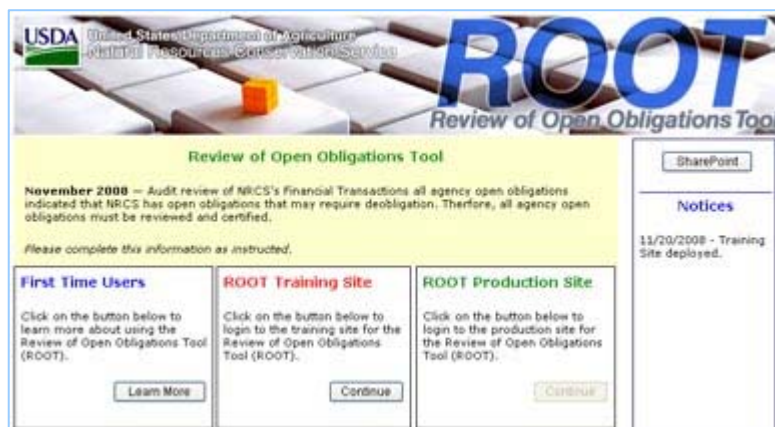 USDA
United States Department of Agriculture
Natural Resources Conservation Service
ROOT
Review of Open Obligations Tool
Review of Open Obligations Tool
November 2008 — Audit review of NRCS's Financial Transactions all agency open obligations
indicated that NRCS has open obligations that may require deobligation. Therfore, all agency open
obligations must be reviewed and certified.
Please complete this information as instructed.
First Time Users
Click on the button below to
learn more about using the
Review of Open Obligations Tool
(ROOT).
Learn More
ROOT Training Site
Click on the button below to
login to the training site for the
Review of Open Obligations
Tool (ROOT).
Continue
ROOT Production Site
Click on the button below to
login to the production site for
the Review of Open Obligations
Tool (ROOT).
Continue
SharePoint
Notices
11/20/2008 - Training
Site deployed.